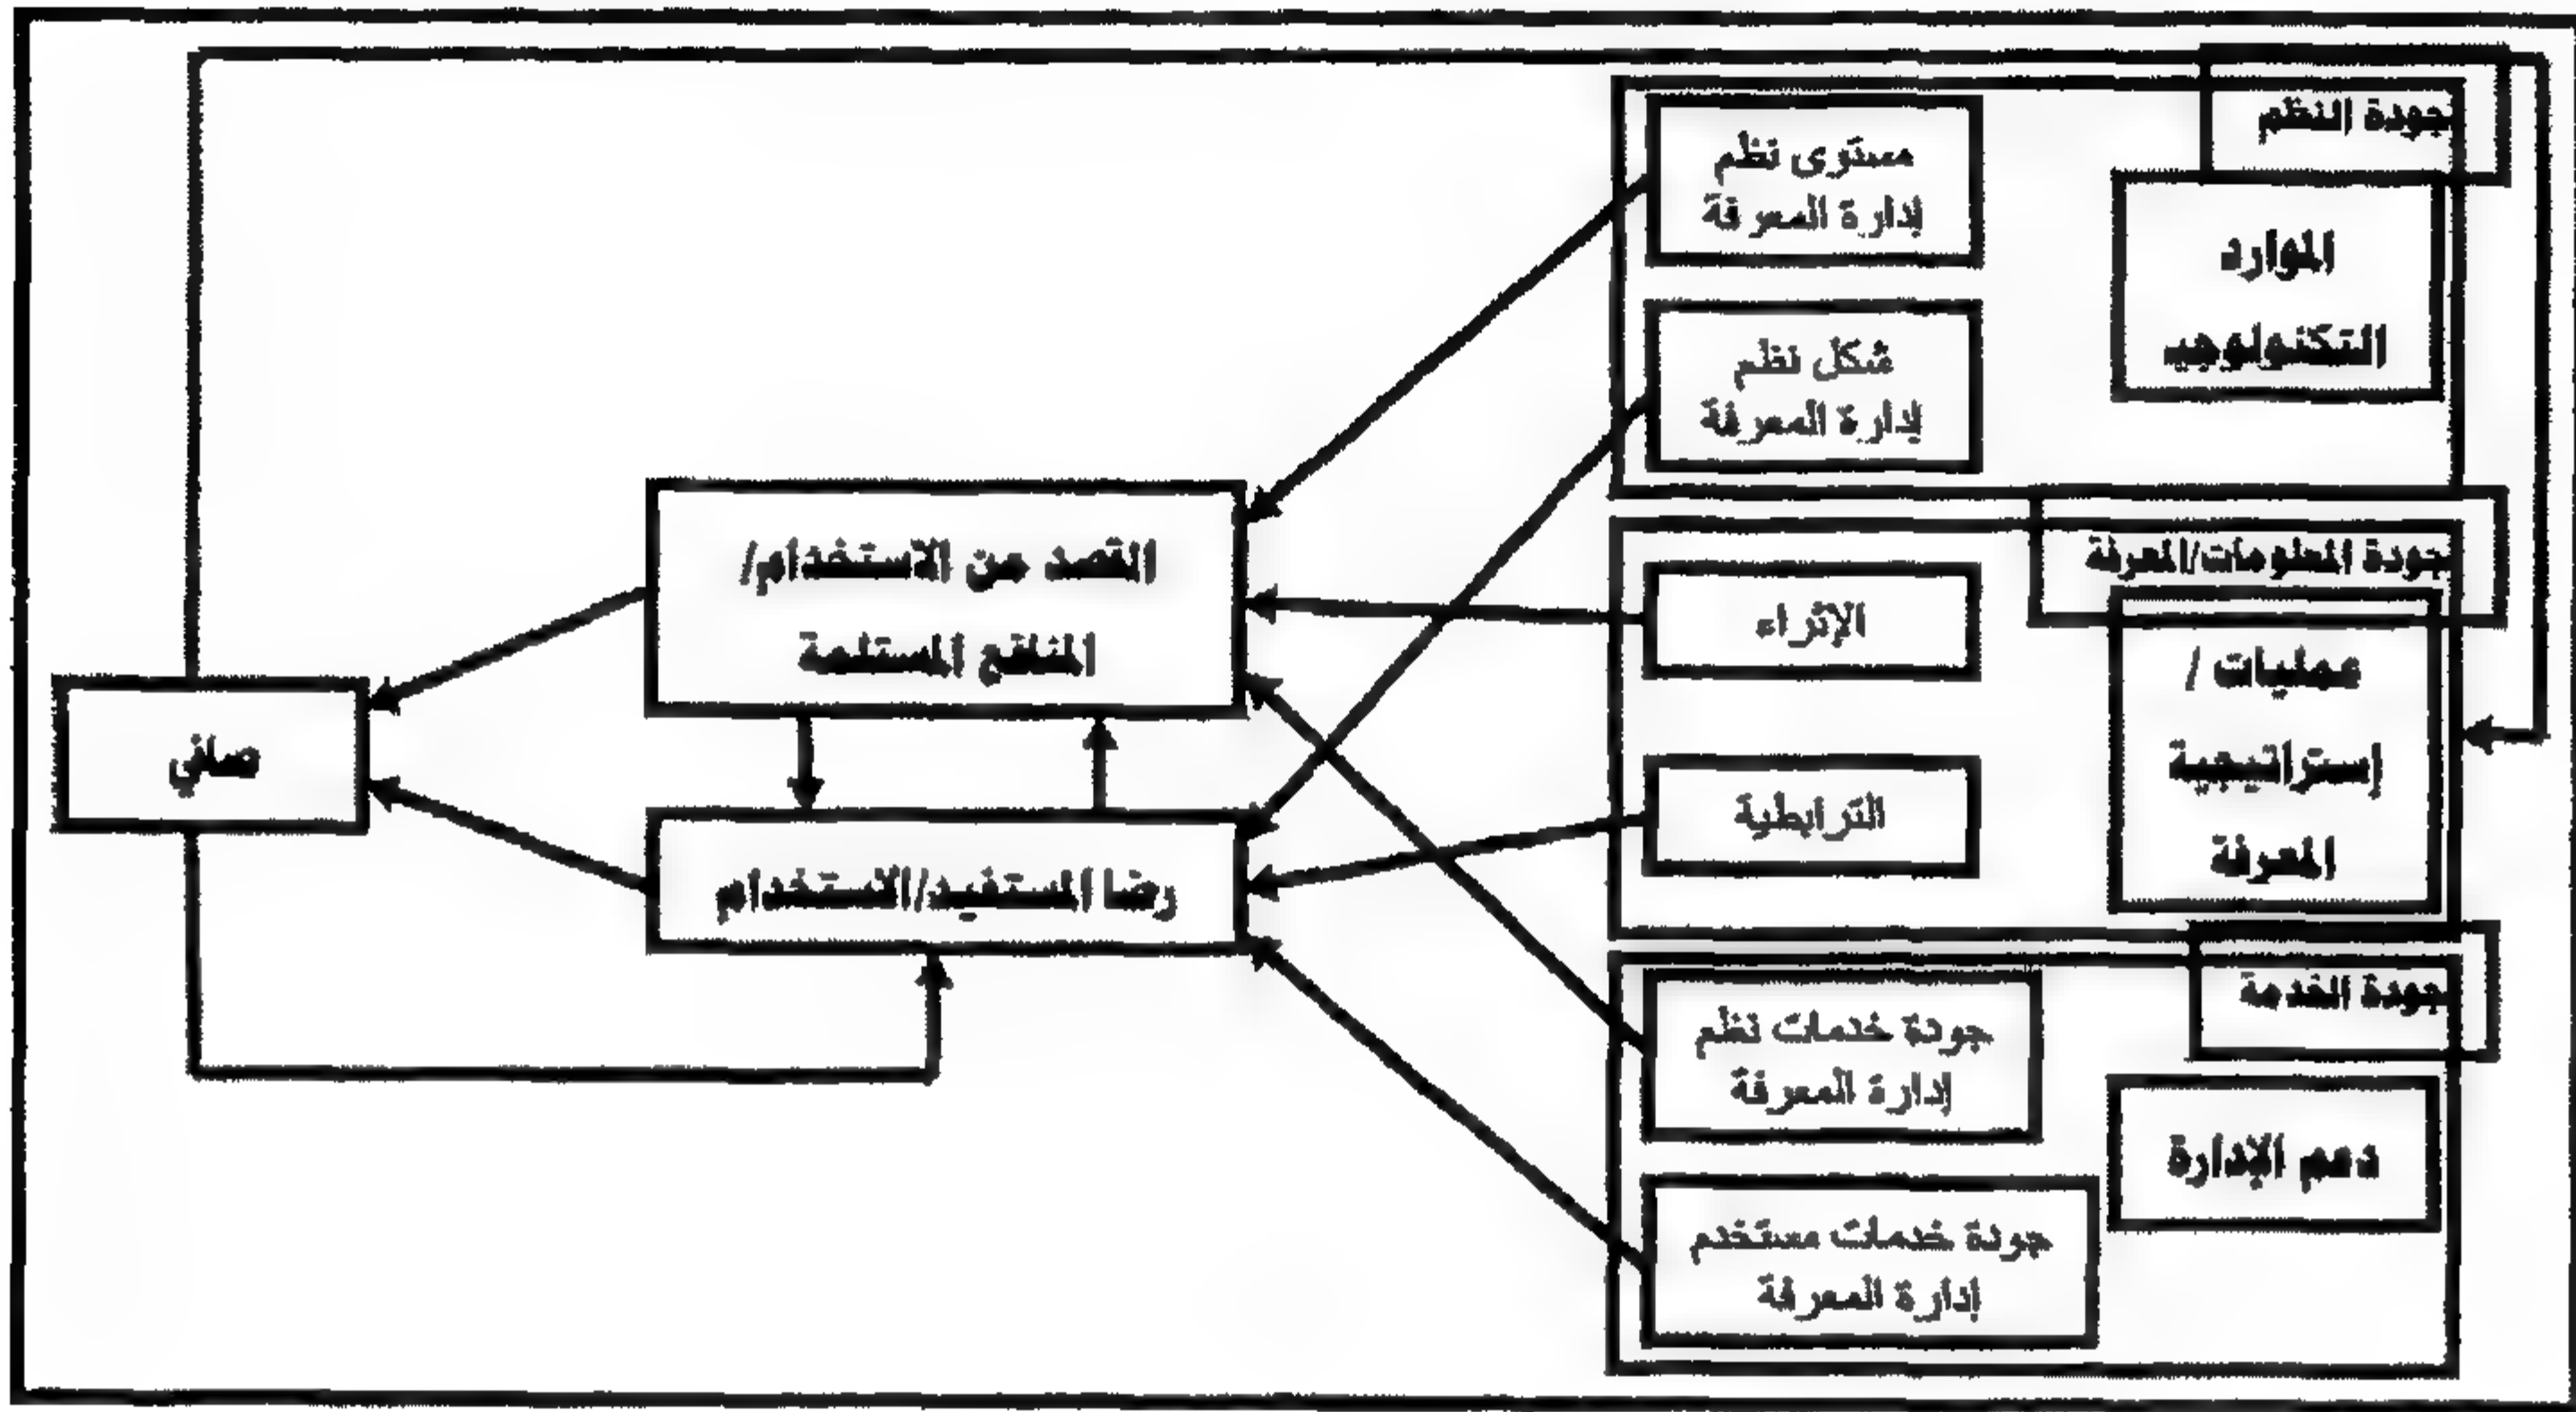 جودة النظم
الموارد
التكنولوجيه
مستوى نظم
إدارة المعرفة
شكل نظم
إدارة المعرفة
جودة المعلومات/المعرفة
عمليات /
إستراتيجية
المعرفة
الإثراء
الترابطية
جودة الخدمة
دعم الإدارة
جودة خدمات نظم
إدارة المعرفة
جودة خدمات مستخدم
إدارة المعرفة
القصد من الاستخدام/
المنافع المستلمة
رضا المستفيد/الاستخدام
صافي